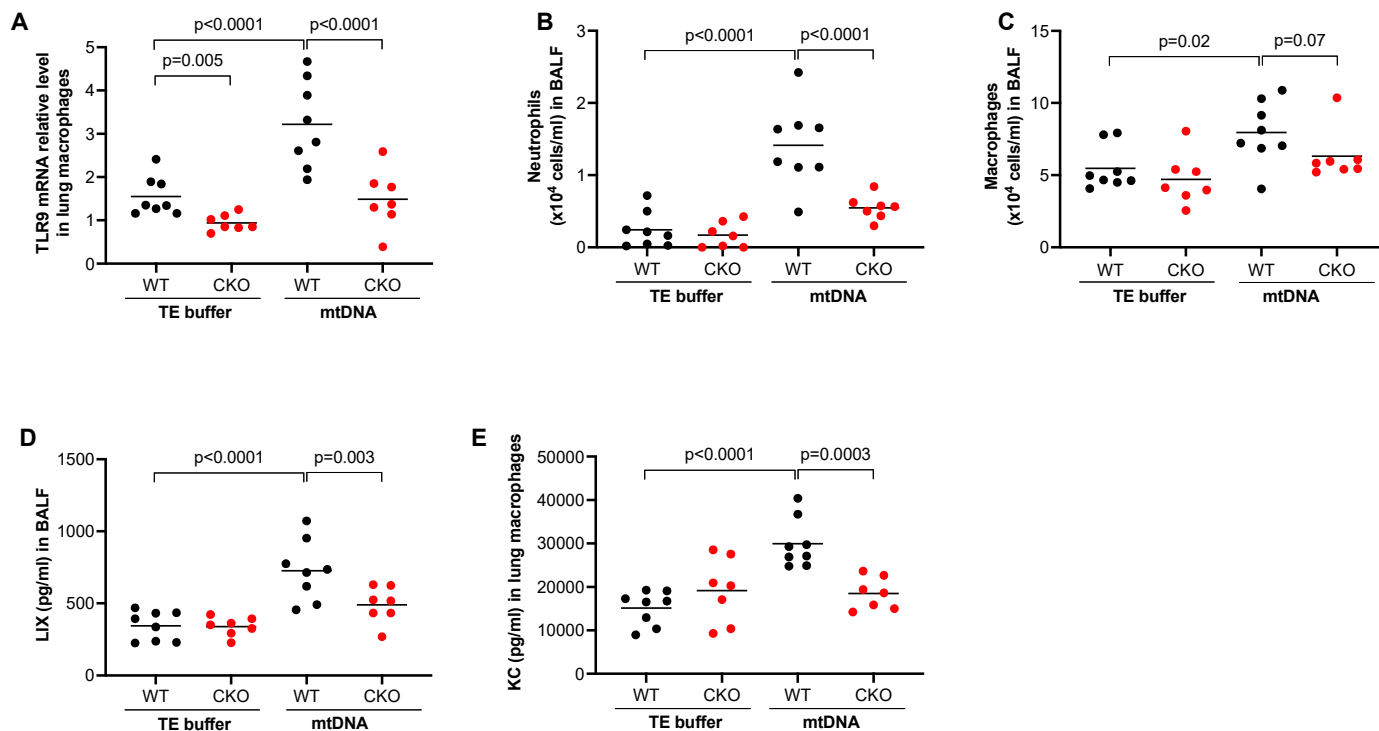 A
p<0.0001
p<0.0001
p=0.005
TLR9 mRNA relative level
in lung macrophages
5
4
3
2
1
0
WT
CKO
WT
CKO
TE buffer
mtDNA
B
p<0.0001
p<0.0001
Neutrophils
(x10⁴ cells/ml) in BALF
3
2
1
0
WT
CKO
WT
CKO
TE buffer
mtDNA
C
p=0.02
p=0.07
Macrophages
(x10⁴ cells/ml) in BALF
15
10
5
0
WT
CKO
WT
CKO
TE buffer
mtDNA
D
p<0.0001
p=0.003
LIX (pg/ml) in BALF
1500
1000
500
0
WT
CKO
WT
CKO
TE buffer
mtDNA
E
p<0.0001
p=0.0003
KC (pg/ml) in lung macrophages
50000
40000
30000
20000
10000
0
WT
CKO
WT
CKO
TE buffer
mtDNA